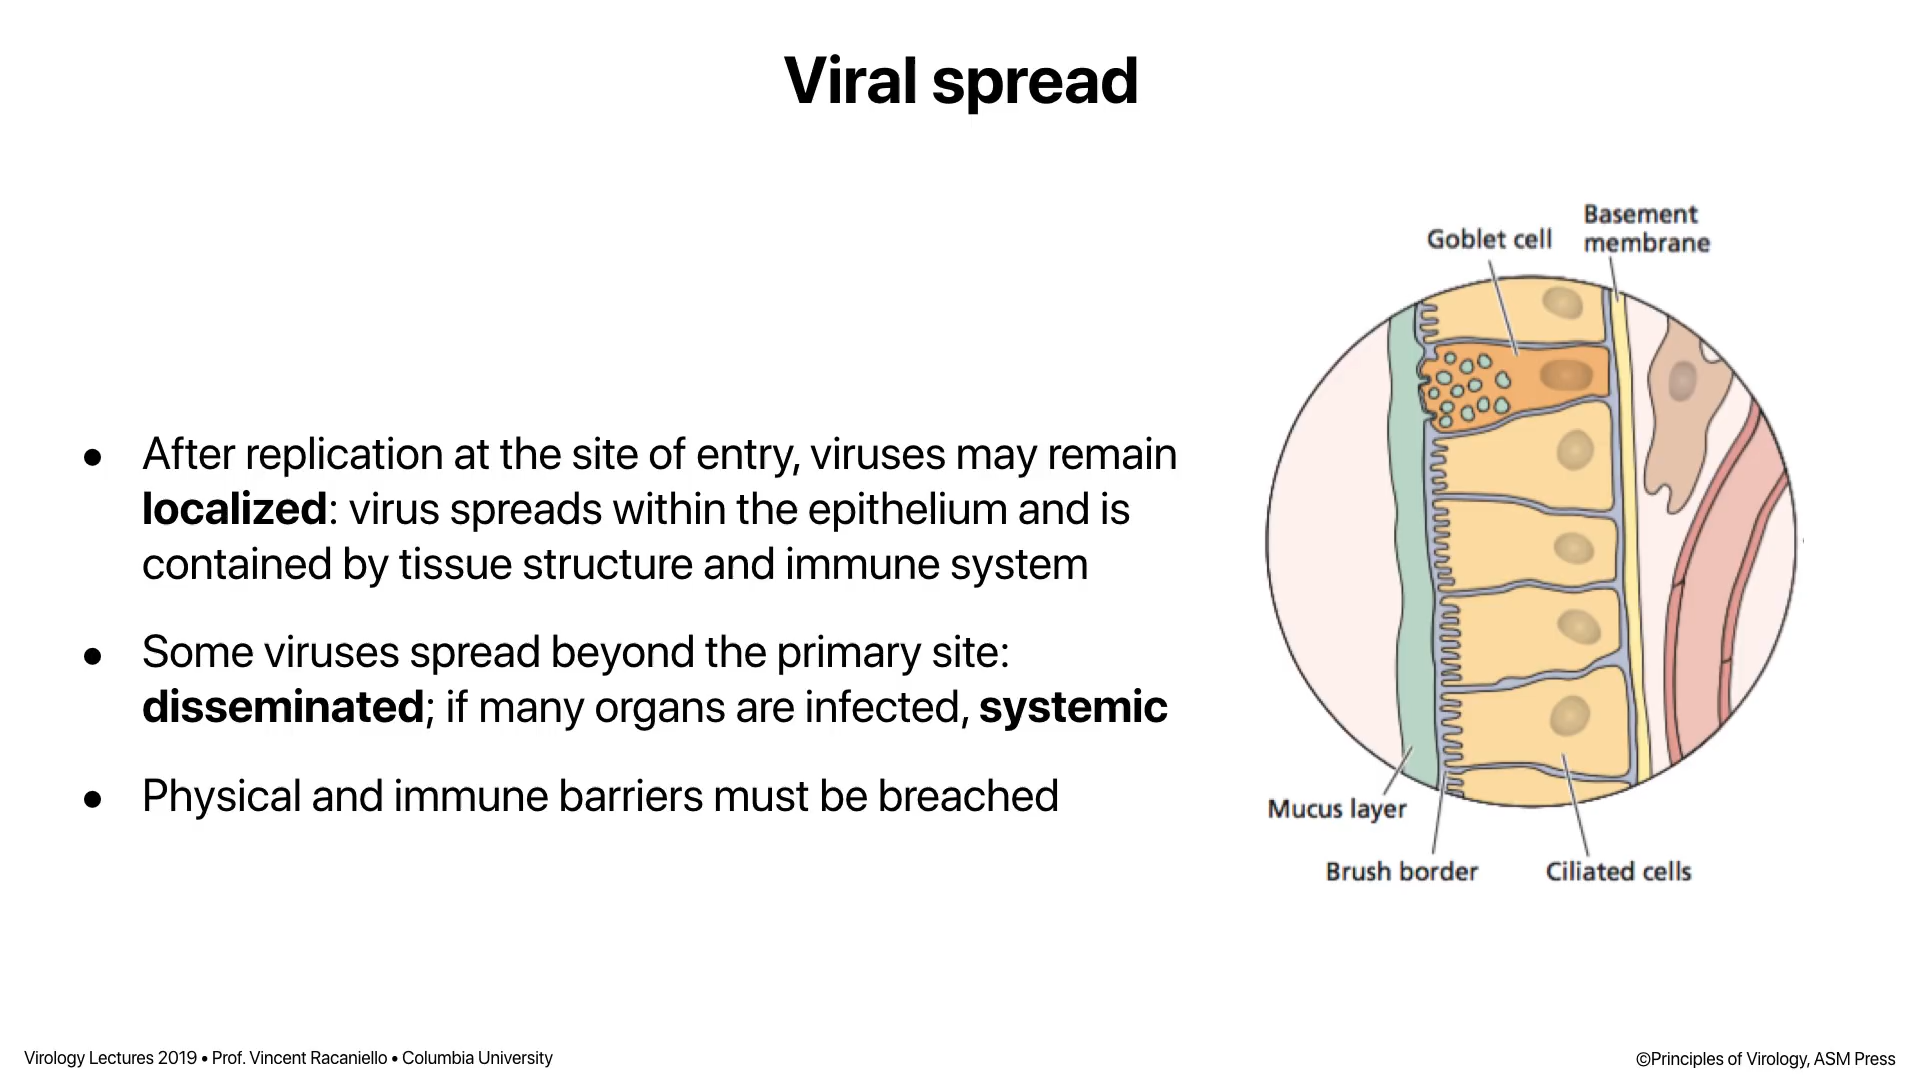 Viral spread
• After replication at the site of entry, viruses may remain
localized: virus spreads within the epithelium and is
contained by tissue structure and immune system
• Some viruses spread beyond the primary site:
disseminated; if many organs are infected, systemic
• Physical and immune barriers must be breached
Goblet cell
Basement
membrane
Mucus layer
Brush border
Ciliated cells
Virology Lectures 2019 • Prof. Vincent Racaniello • Columbia University
©Principles of Virology, ASM Press